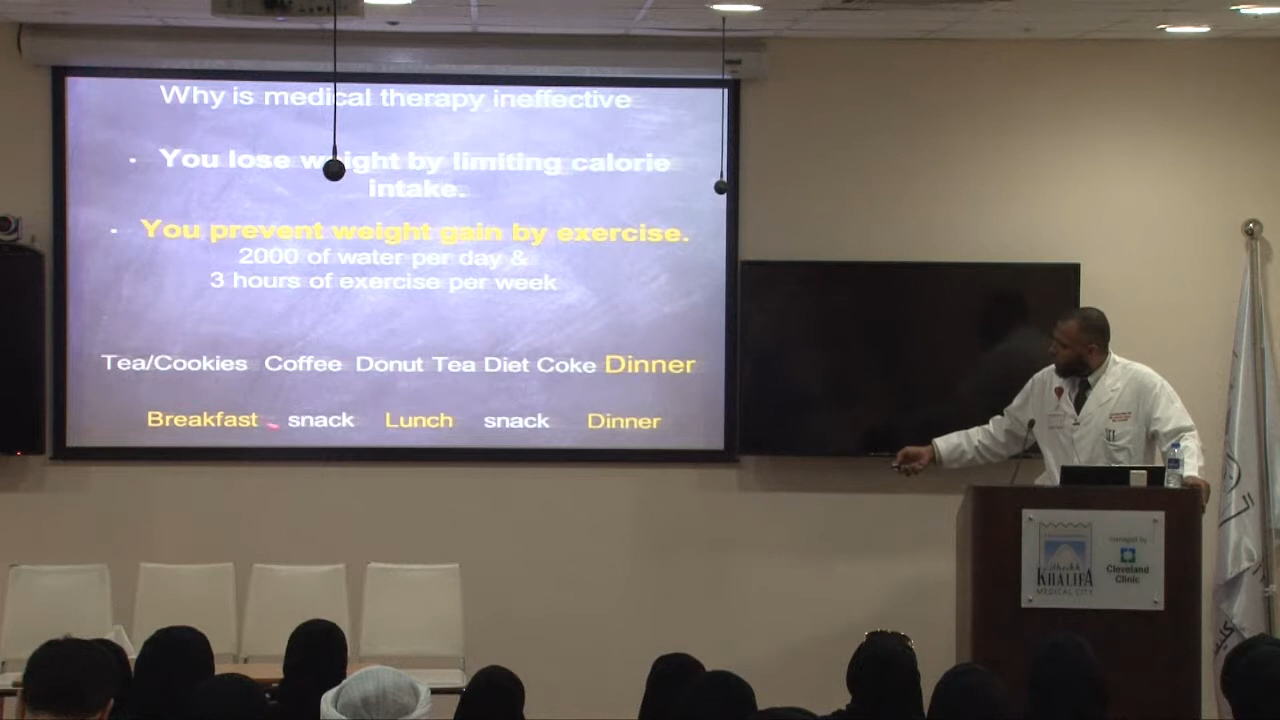 Why is medical therapy ineffective
· You lose weight by limiting calorie
intake.
· You prevent weight gain by exercise.
2000 of water per day &
3 hours of exercise per week
Tea/Cookies Coffee Donut Tea Diet Coke Dinner
Breakfast snack Lunch snack Dinner
managed by
Cleveland
Clinic
Sheikh
KHALIFA
MEDICAL CITY